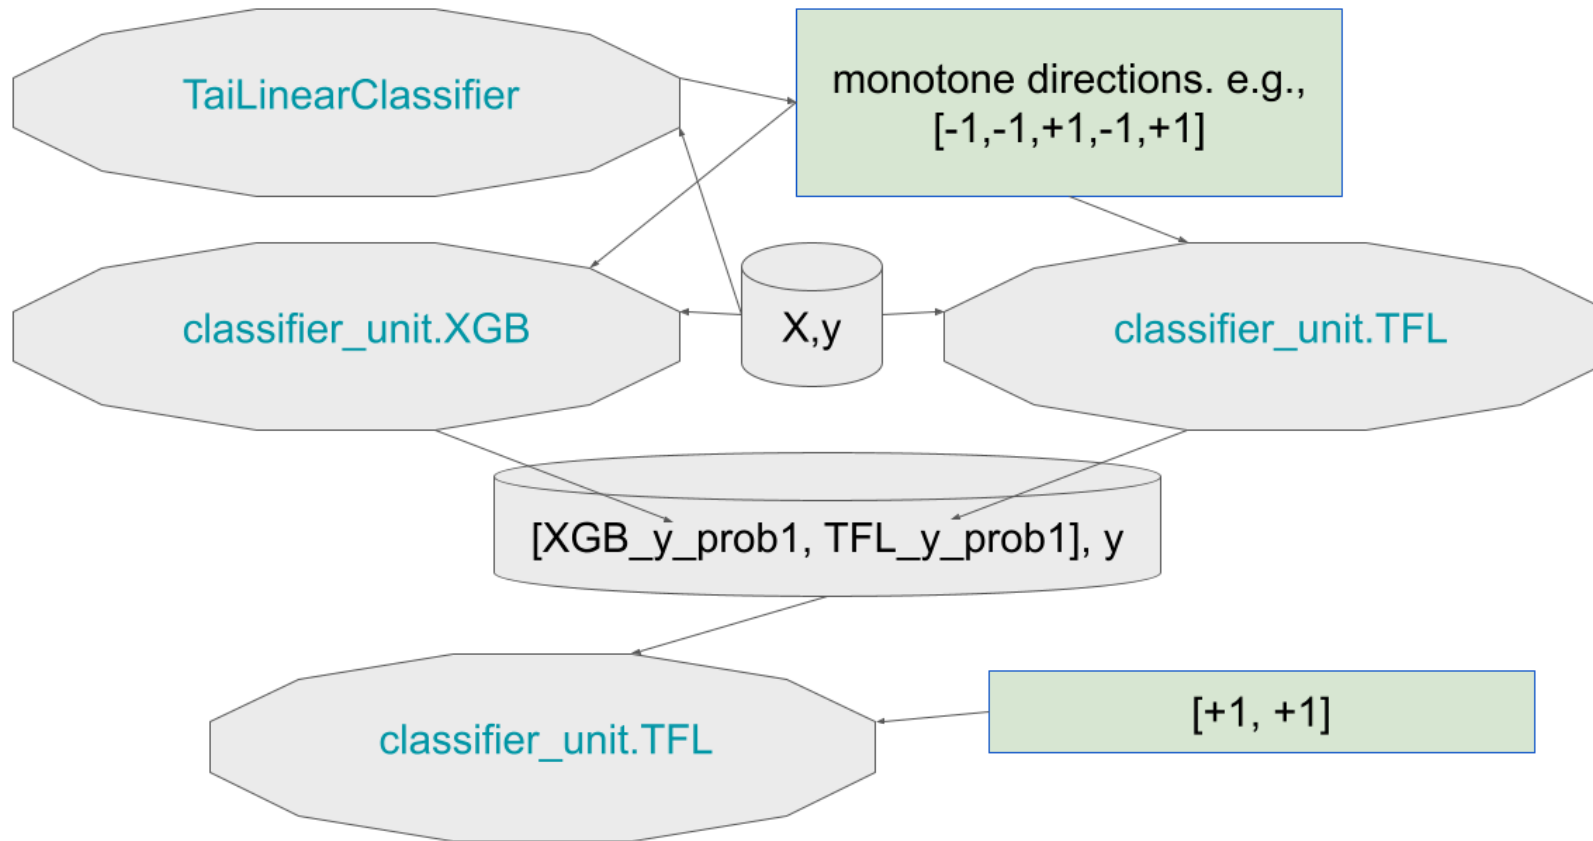 TaiLinearClassifier
monotone directions. e.g.,
[-1,-1,+1,-1,+1]
classifier_unit.XGB
X,y
classifier_unit.TFL
[XGB_y_prob1, TFL_y_prob1], y
classifier_unit.TFL
[+1, +1]